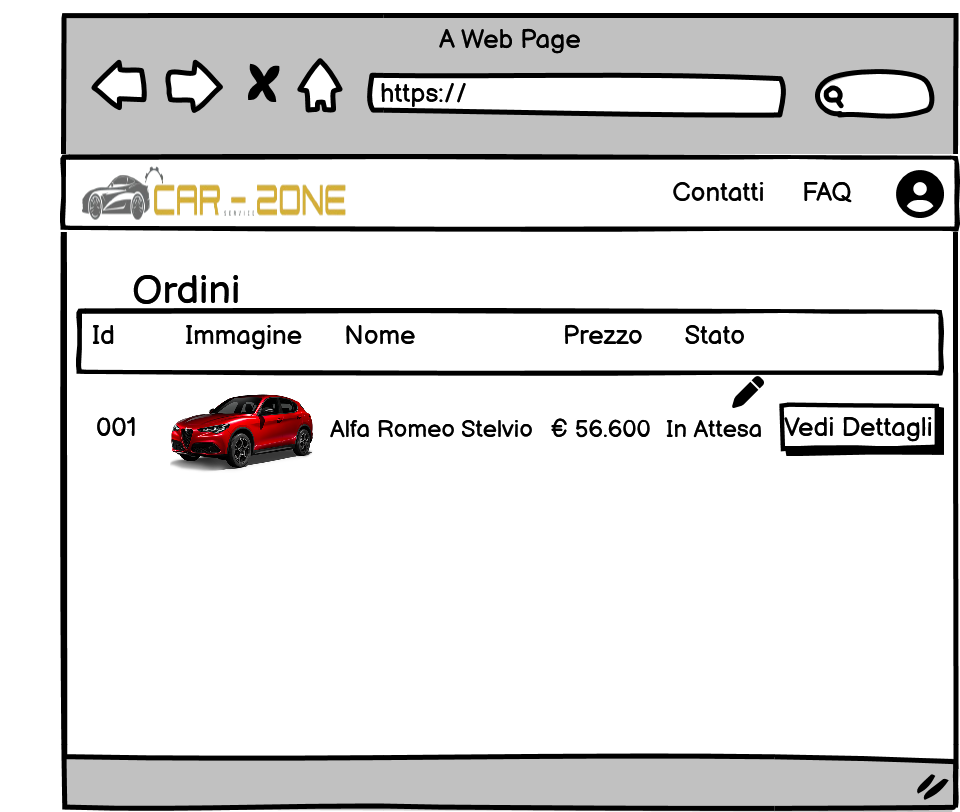 A Web Page
https://
CAR - ZONE
SERVICE
Contatti FAQ
Ordini
Id Immagine Nome Prezzo Stato
001 Alfa Romeo Stelvio € 56.600 In Attesa Vedi Dettagli